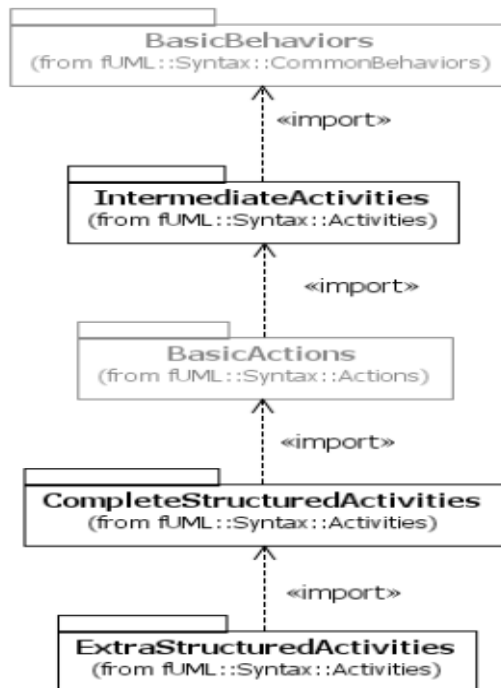 BasicBehaviors
(from fUML::Syntax::CommonBehaviors)
«import»
IntermediateActivities
(from fUML::Syntax::Activities)
«import»
BasicActions
(from fUML::Syntax::Actions)
«import»
CompleteStructuredActivities
(from fUML::Syntax::Activities)
«import»
ExtraStructuredActivities
(from fUML::Syntax::Activities)